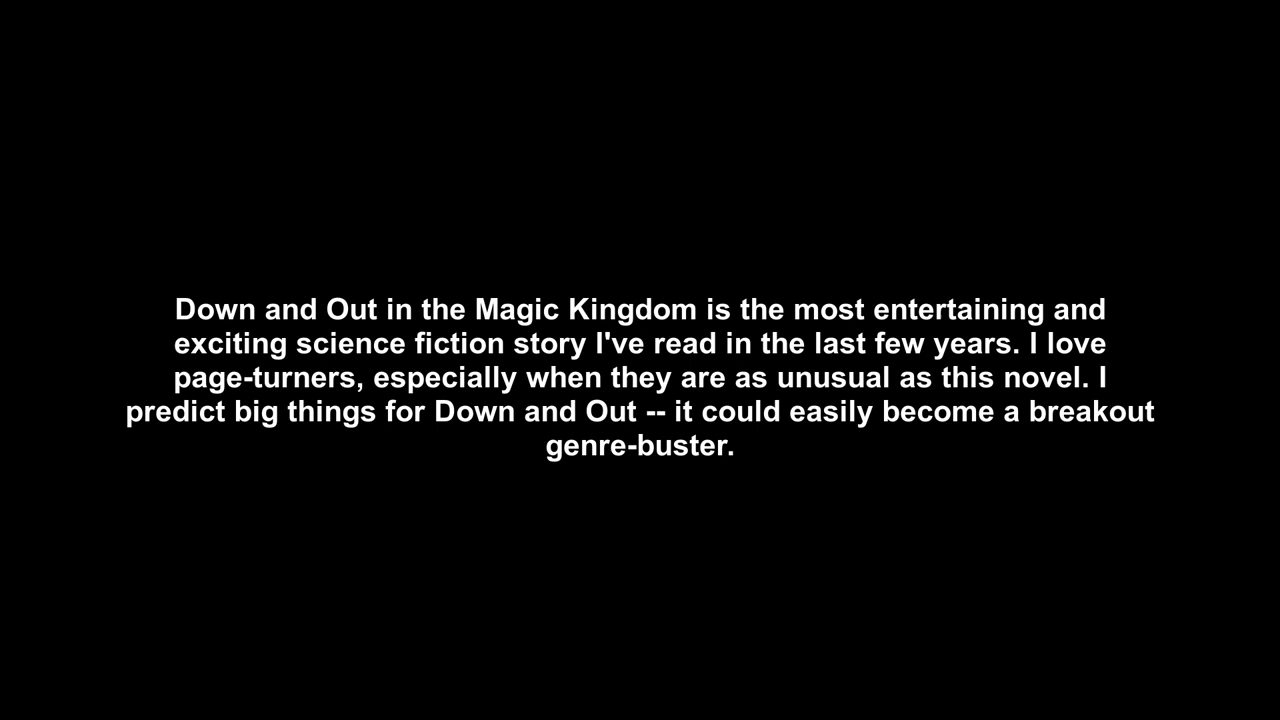 Down and Out in the Magic Kingdom is the most entertaining and
exciting science fiction story I've read in the last few years. I love
page-turners, especially when they are as unusual as this novel. I
predict big things for Down and Out -- it could easily become a breakout
genre-buster.